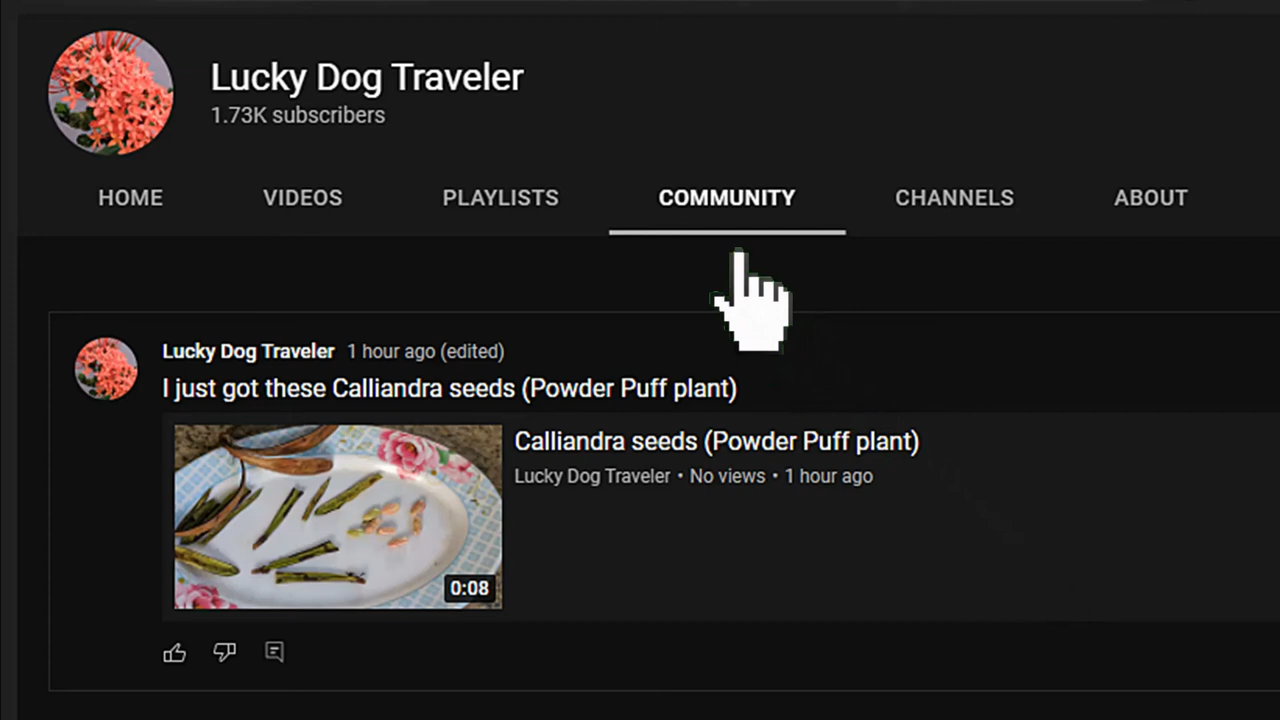 Lucky Dog Traveler
1.73K subscribers
HOME VIDEOS PLAYLISTS COMMUNITY CHANNELS ABOUT
Lucky Dog Traveler 1 hour ago (edited)
I just got these Calliandra seeds (Powder Puff plant)
Calliandra seeds (Powder Puff plant)
Lucky Dog Traveler • No views • 1 hour ago
0:08